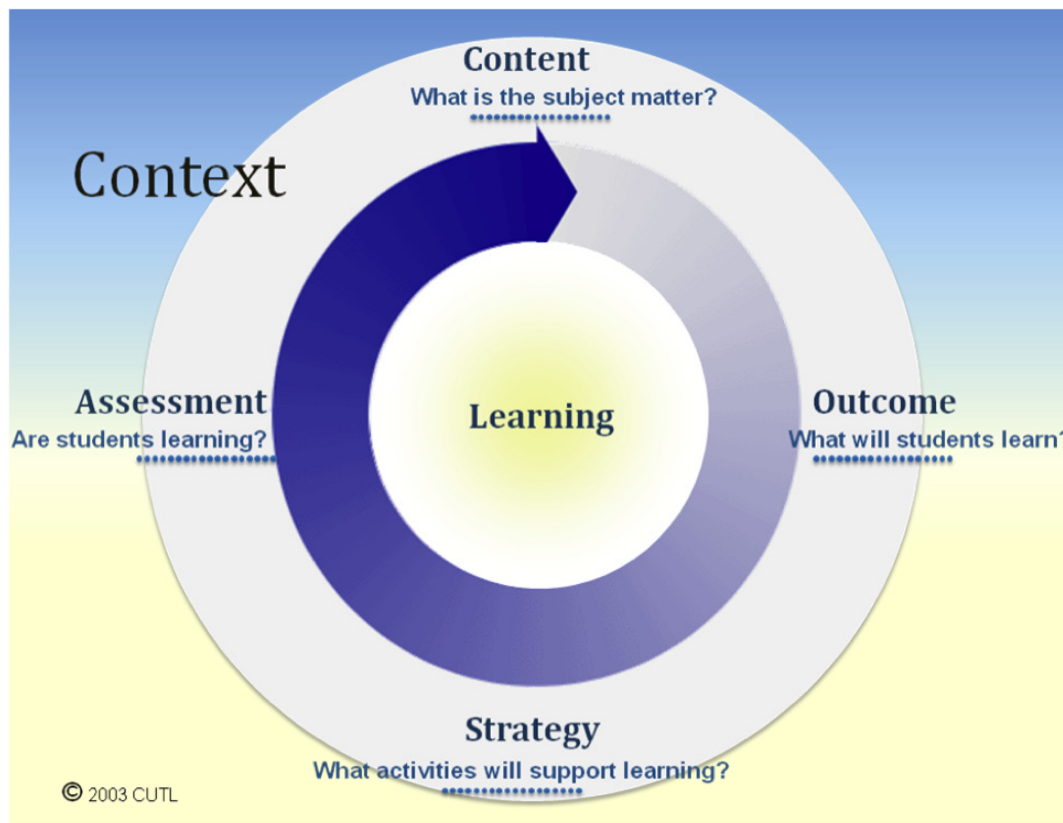 Content
What is the subject matter?
Context
Assessment
Are students learning?
Learning
Outcome
What will students learn?
Strategy
What activities will support learning?
© 2003 CUTL